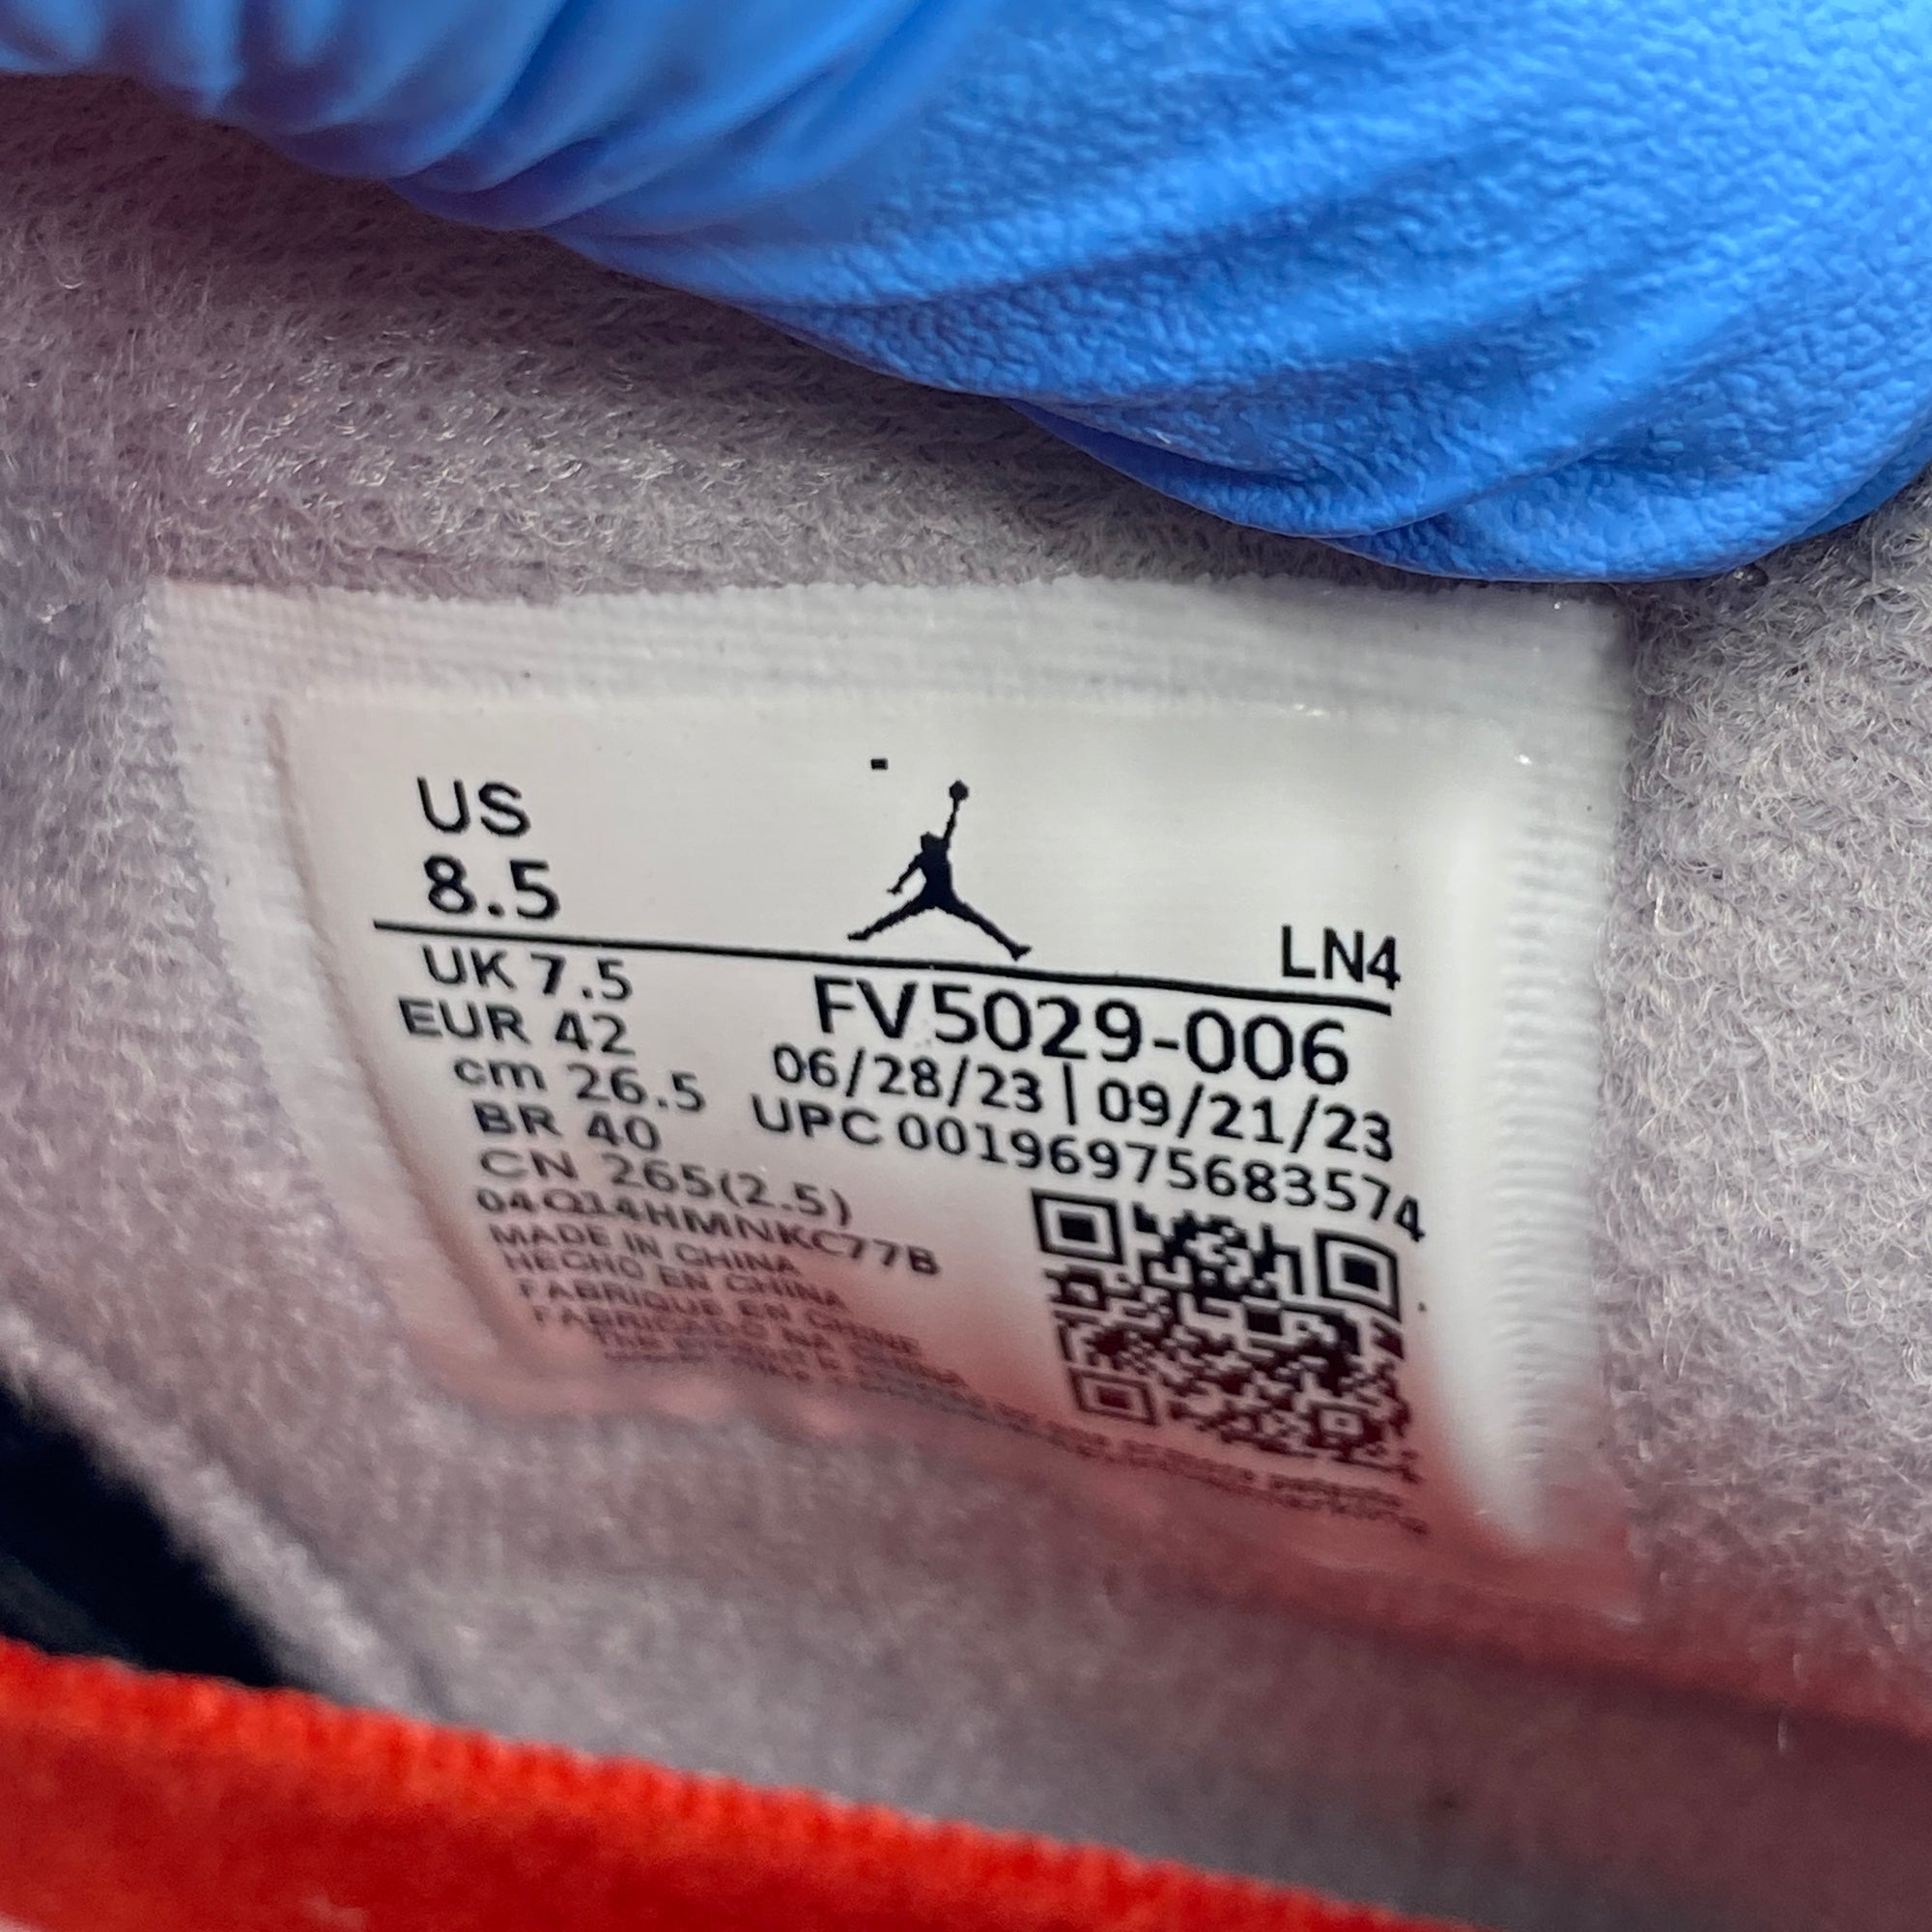 US
8.5
LN4
UK 7.5
EUR 42
cm 26.5
BR 40
CN 265(2.5)
FV5029-006
06/28/23 | 09/21/23
UPC 00196975683574
04Q14HMNKC77B
MADE IN CHINA
HECHO EN CHINA
FABRIQUE EN CHINE
FABRICADO NA